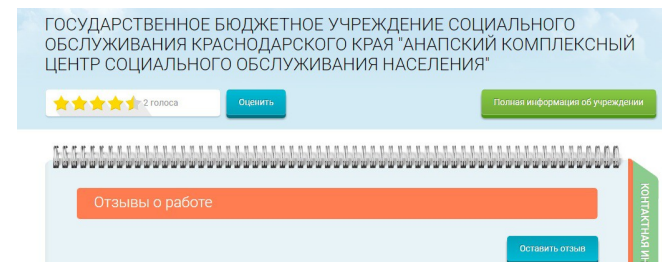 ГОСУДАРСТВЕННОЕ БЮДЖЕТНОЕ УЧРЕЖДЕНИЕ СОЦИАЛЬНОГО
ОБСЛУЖИВАНИЯ КРАСНОДАРСКОГО КРАЯ "АНАПСКИЙ КОМПЛЕКСНЫЙ
ЦЕНТР СОЦИАЛЬНОГО ОБСЛУЖИВАНИЯ НАСЕЛЕНИЯ"
2 голоса
Оценить
Полная информация об учреждении
Отзывы о работе
КОНТАКТНАЯ
Оставить отзыв